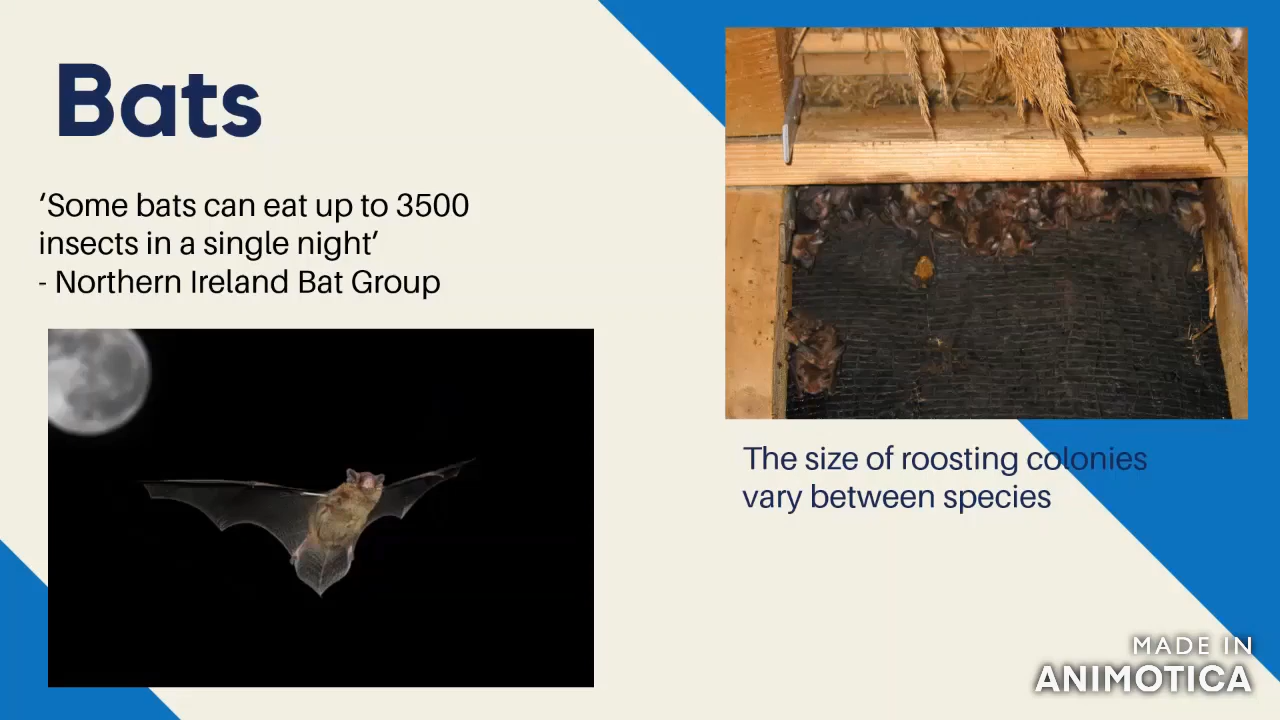 Bats
‘Some bats can eat up to 3500
insects in a single night’
- Northern Ireland Bat Group
The size of roosting colonies
vary between species
MADE IN
ANIMOTICA